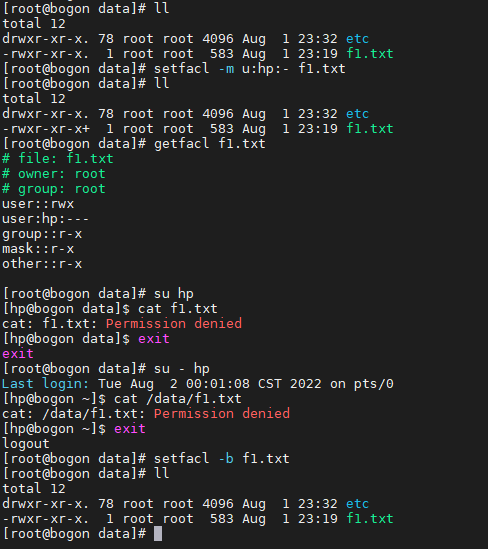 [root@bogon data]# ll
total 12
drwxr-xr-x. 78 root root 4096 Aug  1 23:32 etc
-rwxr-xr-x.  1 root root  583 Aug  1 23:19 f1.txt
[root@bogon data]# setfacl -m u:hp:- f1.txt
[root@bogon data]# ll
total 12
drwxr-xr-x. 78 root root 4096 Aug  1 23:32 etc
-rwxr-xr-x+  1 root root  583 Aug  1 23:19 f1.txt
[root@bogon data]# getfacl f1.txt
# file: f1.txt
# owner: root
# group: root
user::rwx
user:hp:---
group::r-x
mask::r-x
other::r-x
[root@bogon data]# su hp
[hp@bogon data]$ cat f1.txt
cat: f1.txt: Permission denied
[hp@bogon data]$ exit
exit
[root@bogon data]# su - hp
Last login: Tue Aug  2 00:01:08 CST 2022 on pts/0
[hp@bogon ~]$ cat /data/f1.txt
cat: /data/f1.txt: Permission denied
[hp@bogon ~]$ exit
logout
[root@bogon data]# setfacl -b f1.txt
[root@bogon data]# ll
total 12
drwxr-xr-x. 78 root root 4096 Aug  1 23:32 etc
-rwxr-xr-x.  1 root root  583 Aug  1 23:19 f1.txt
[root@bogon data]#